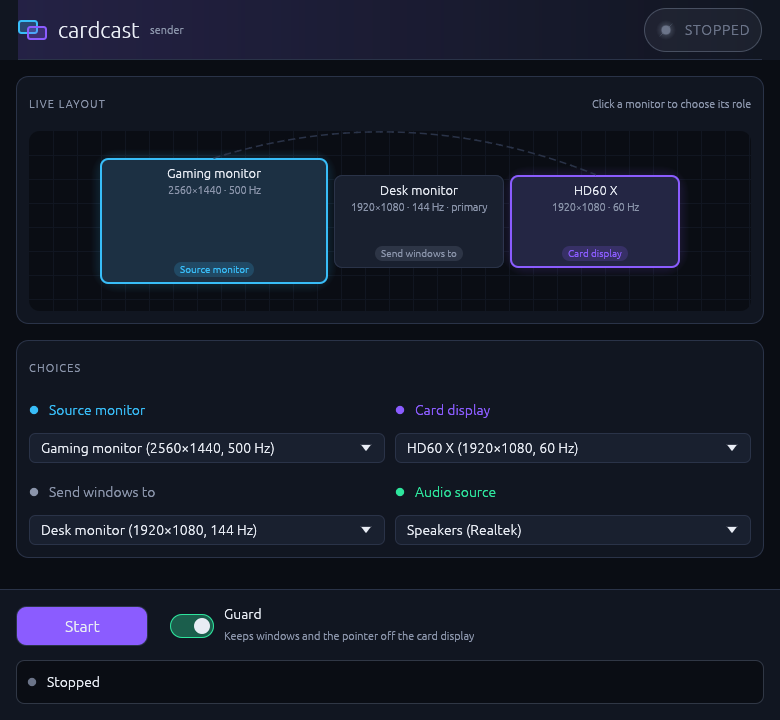 cardcast sender
STOPPED
LIVE LAYOUT
Click a monitor to choose its role
Gaming monitor
2560×1440 · 500 Hz
Source monitor
Desk monitor
1920×1080 · 144 Hz · primary
Send windows to
HD60 X
1920×1080 · 60 Hz
Card display
CHOICES
Source monitor
Card display
Gaming monitor (2560×1440, 500 Hz)
HD60 X (1920×1080, 60 Hz)
Send windows to
Audio source
Desk monitor (1920×1080, 144 Hz)
Speakers (Realtek)
Start
Guard
Keeps windows and the pointer off the card display
Stopped